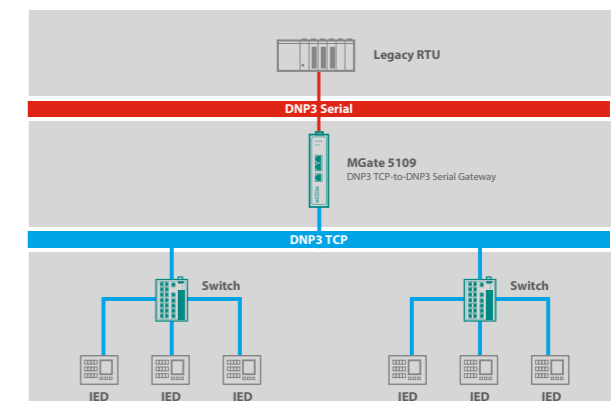 Legacy RTU
DNP3 Serial
MGate 5109
DNP3 TCP-to-DNP3 Serial Gateway
DNP3 TCP
Switch
Switch
IED
IED
IED
IED
IED
IED